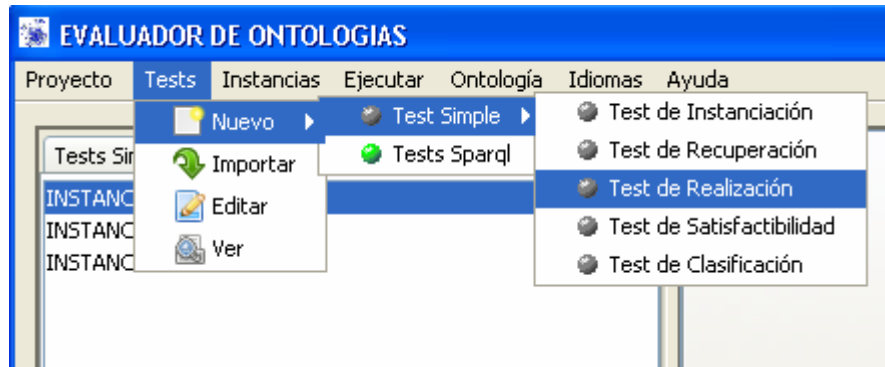 EVALUADOR DE ONTOLOGIAS
Proyecto Tests Instancias Ejecutar Ontología Idiomas Ayuda
Nuevo
Importar
Editar
Ver
Test Simple
Tests Sparql
Test de Instanciación
Test de Recuperación
Test de Realización
Test de Satisfactibilidad
Test de Clasificación
Tests Sim
INSTANC
INSTANC
INSTANC